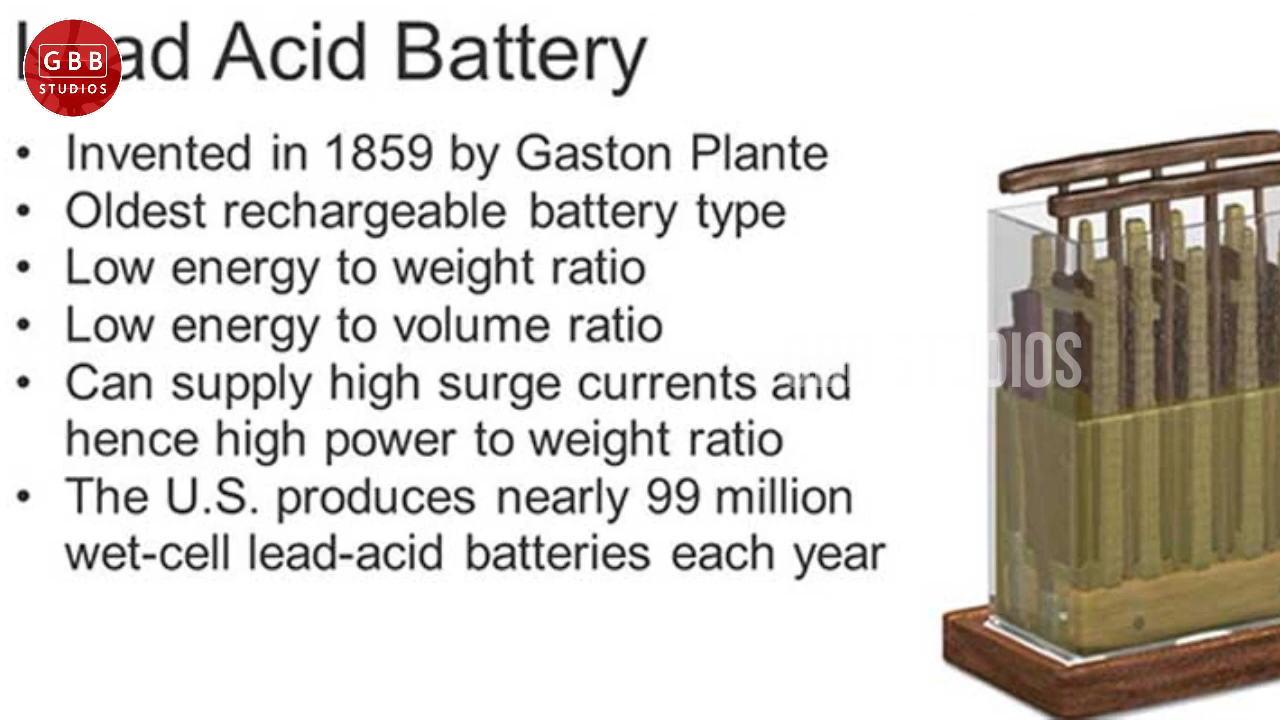 Lead Acid Battery
GBB
STUDIOS
• Invented in 1859 by Gaston Plante
• Oldest rechargeable battery type
• Low energy to weight ratio
• Low energy to volume ratio
• Can supply high surge currents and
hence high power to weight ratio
STUDIOS
• The U.S. produces nearly 99 million
wet-cell lead-acid batteries each year